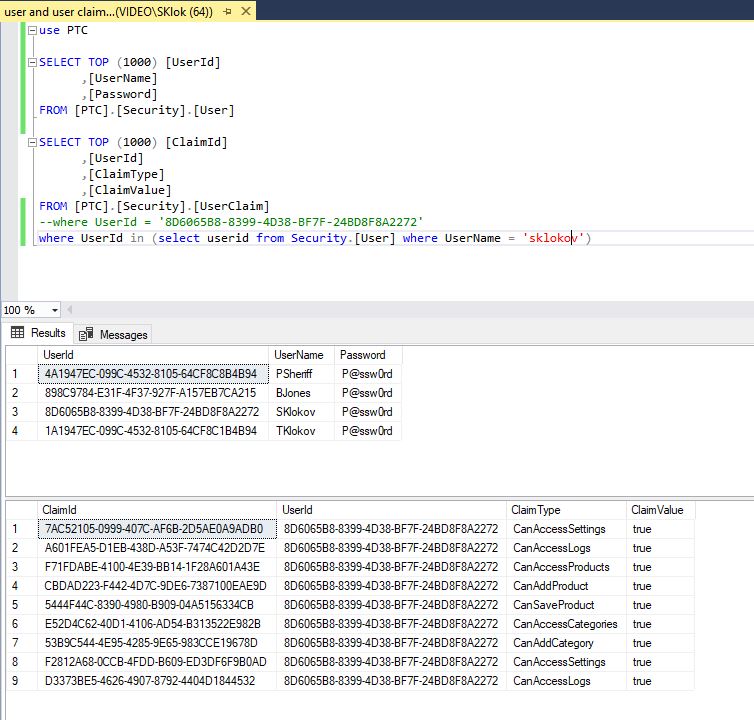 user and user claim...(VIDEO\SKlok (64))
use PTC
SELECT TOP (1000) [UserId]
,[UserName]
,[Password]
FROM [PTC].[Security].[User]
SELECT TOP (1000) [ClaimId]
,[UserId]
,[ClaimType]
,[ClaimValue]
FROM [PTC].[Security].[UserClaim]
--where UserId = '8D6065B8-8399-4D38-BF7F-24BD8F8A2272'
where UserId in (select userid from Security.[User] where UserName = 'sklokov')
100 %
Results Messages
UserId UserName Password
1 4A1947EC-099C-4532-8105-64CF8C8B4B94 PSheriff P@ssw0rd
2 898C9784-E31F-4F37-927F-A157EB7CA215 BJones P@ssw0rd
3 8D6065B8-8399-4D38-BF7F-24BD8F8A2272 SKlokov P@ssw0rd
4 1A1947EC-099C-4532-8105-64CF8C1B4B94 TKlokov P@ssw0rd
ClaimId UserId ClaimType ClaimValue
1 7AC52105-0999-407C-AF6B-2D5AE0A9ADB0 8D6065B8-8399-4D38-BF7F-24BD8F8A2272 CanAccessSettings true
2 A601FEA5-D1EB-438D-A53F-7474C42D2D7E 8D6065B8-8399-4D38-BF7F-24BD8F8A2272 CanAccessLogs true
3 F71FDABE-4100-4E39-BB14-1F28A601A43E 8D6065B8-8399-4D38-BF7F-24BD8F8A2272 CanAccessProducts true
4 CBDAD223-F442-4D7C-9DE6-7387100EAE9D 8D6065B8-8399-4D38-BF7F-24BD8F8A2272 CanAddProduct true
5 5444F44C-8390-4980-B909-04A5156334CB 8D6065B8-8399-4D38-BF7F-24BD8F8A2272 CanSaveProduct true
6 E52D4C62-40D1-4106-AD54-B313522E982B 8D6065B8-8399-4D38-BF7F-24BD8F8A2272 CanAccessCategories true
7 53B9C544-4E95-4285-9E65-983CCE19678D 8D6065B8-8399-4D38-BF7F-24BD8F8A2272 CanAddCategory true
8 F2812A68-0CCB-4FDD-B609-ED3DF6F9B0AD 8D6065B8-8399-4D38-BF7F-24BD8F8A2272 CanAccessSettings true
9 D3373BE5-4626-4907-8792-4404D1844532 8D6065B8-8399-4D38-BF7F-24BD8F8A2272 CanAccessLogs true